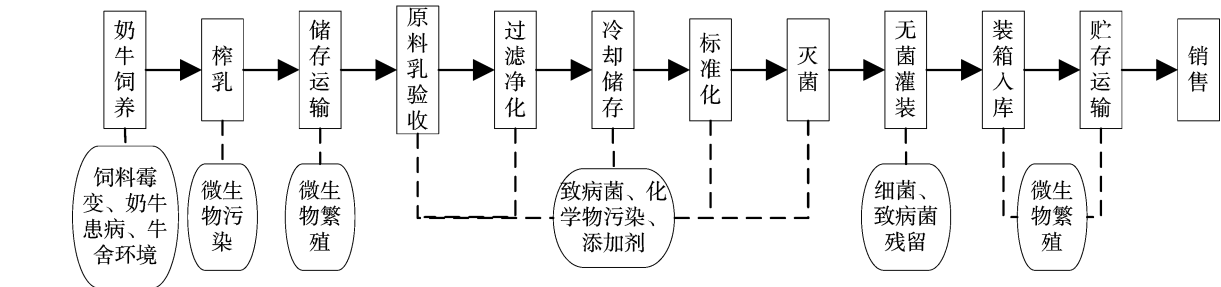 奶牛饲养
榨乳
储存运输
原料乳验收
过滤净化
冷却储存
标准化
灭菌
无菌灌装
装箱入库
贮存运输
销售
饲料霉
变、奶牛
患病、牛
舍环境
微生
物污
染
微生
物繁
殖
致病菌、化
学物污染、
添加剂
细菌、
致病菌
残留
微生
物繁
殖